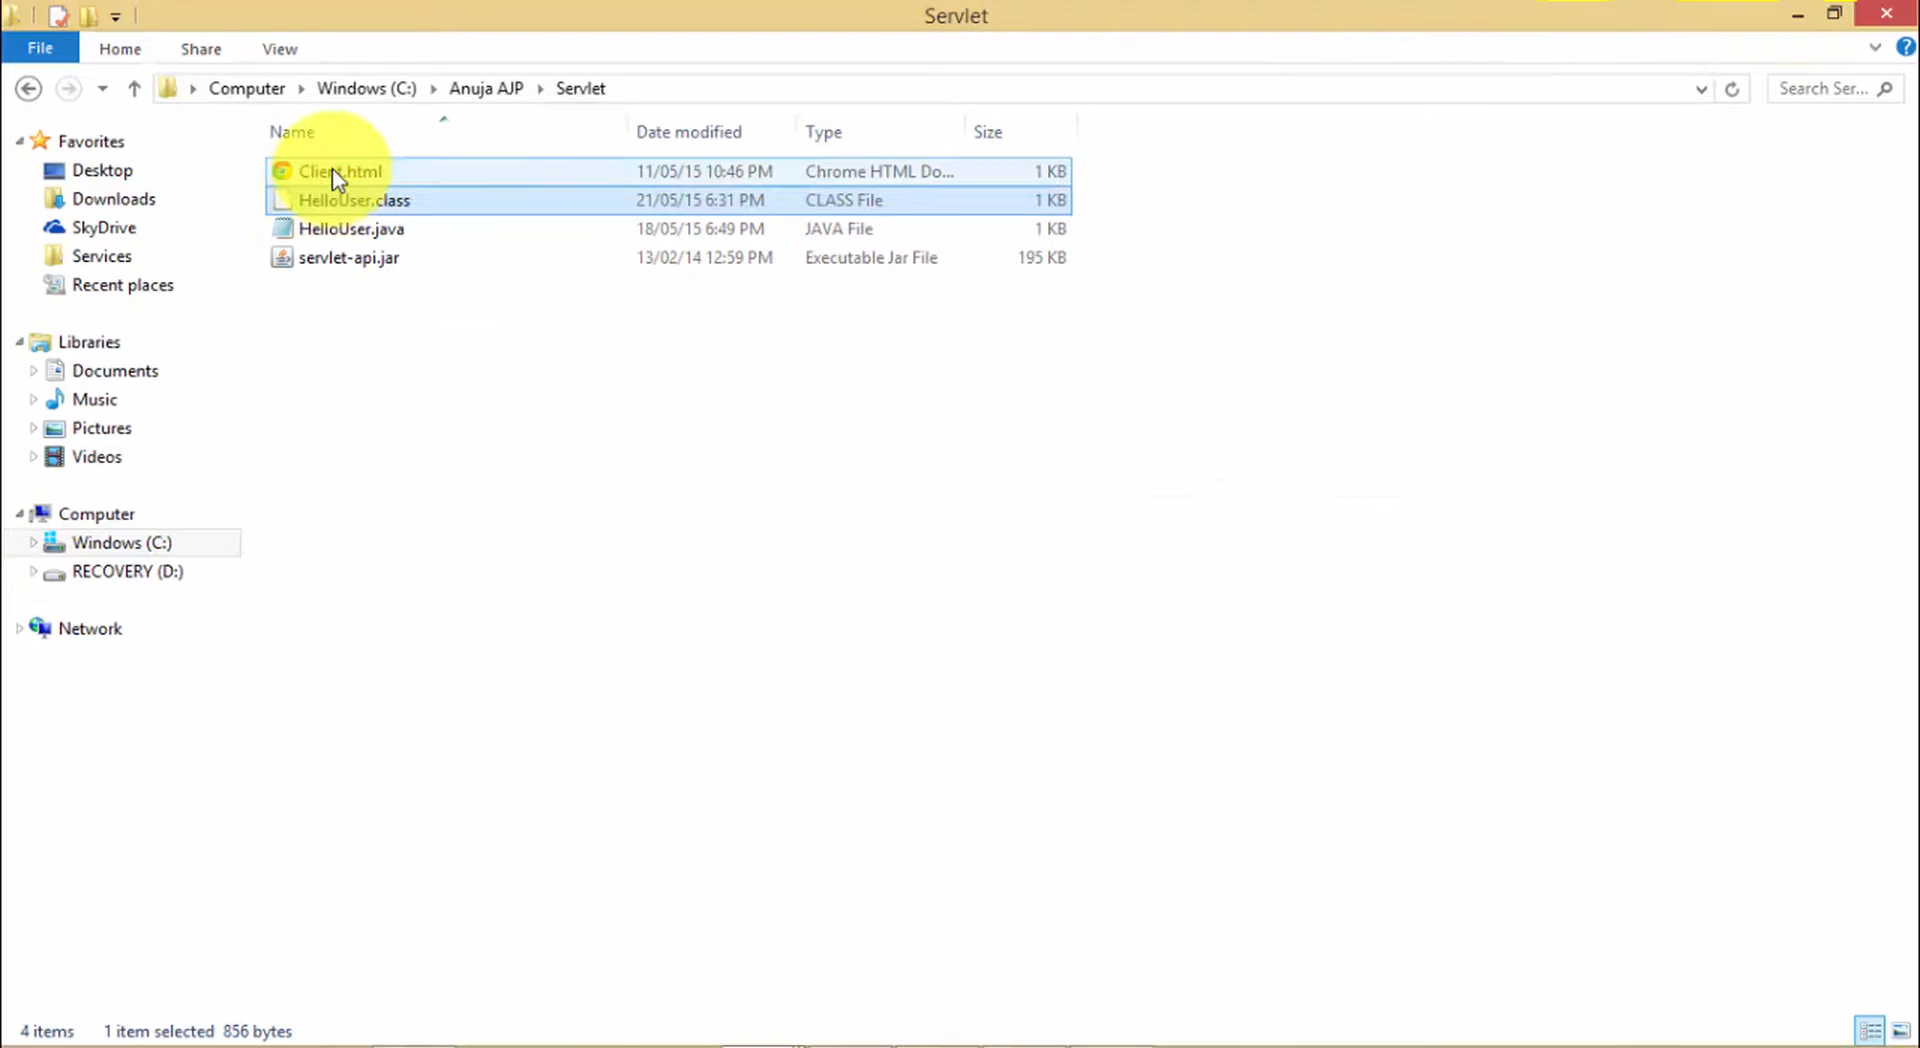 Servlet
File Home Share View
Computer Windows (C:) Anuja AJP Servlet Search Ser...
Name Date modified Type Size
Favorites
Desktop
Downloads
SkyDrive
Services
Recent places
Libraries
Documents
Music
Pictures
Videos
Computer
Windows (C:)
RECOVERY (D:)
Network
Client.html 11/05/15 10:46 PM Chrome HTML Do... 1 KB
HelloUser.class 21/05/15 6:31 PM CLASS File 1 KB
HelloUser.java 18/05/15 6:49 PM JAVA File 1 KB
servlet-api.jar 13/02/14 12:59 PM Executable Jar File 195 KB
4 items 1 item selected 856 bytes